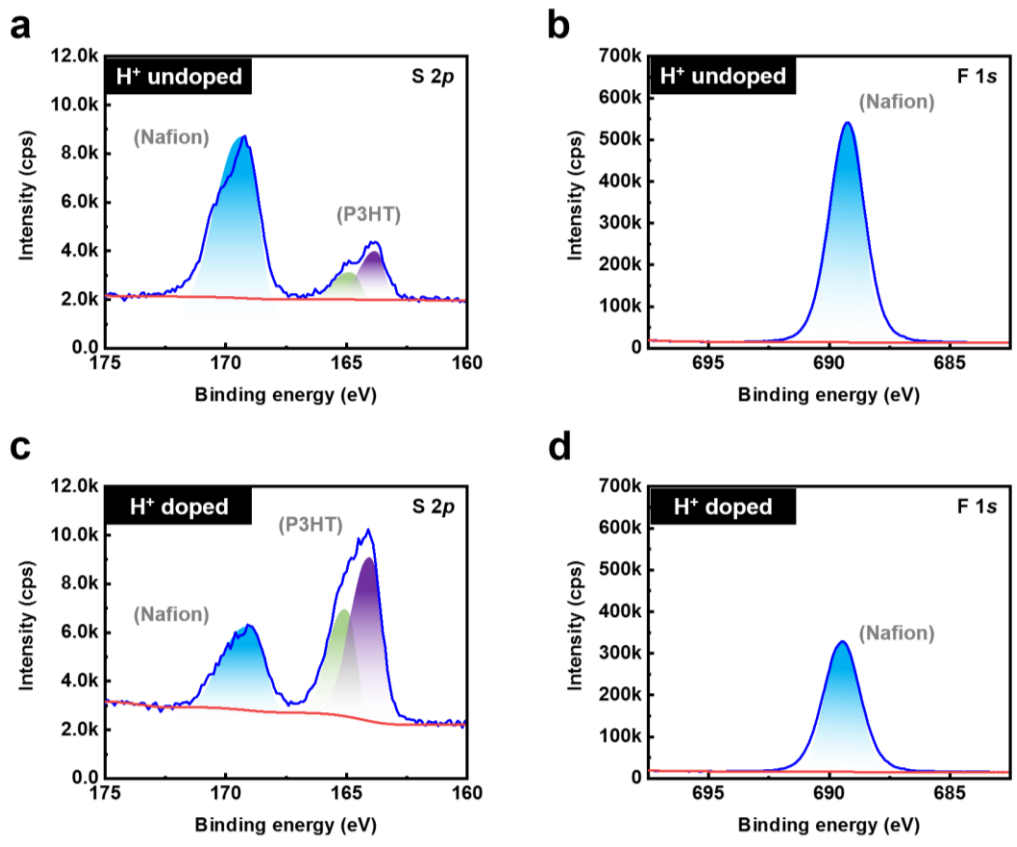 a
H⁺ undoped
S 2p
(Nafion)
(P3HT)
12.0k
10.0k
8.0k
6.0k
4.0k
2.0k
0.0
175
170
165
160
Intensity (cps)
Binding energy (eV)
b
H⁺ undoped
F 1s
(Nafion)
700k
600k
500k
400k
300k
200k
100k
0
695
690
685
Intensity (cps)
Binding energy (eV)
c
H⁺ doped
S 2p
(P3HT)
(Nafion)
12.0k
10.0k
8.0k
6.0k
4.0k
2.0k
0.0
175
170
165
160
Intensity (cps)
Binding energy (eV)
d
H⁺ doped
F 1s
(Nafion)
700k
600k
500k
400k
300k
200k
100k
0
695
690
685
Intensity (cps)
Binding energy (eV)